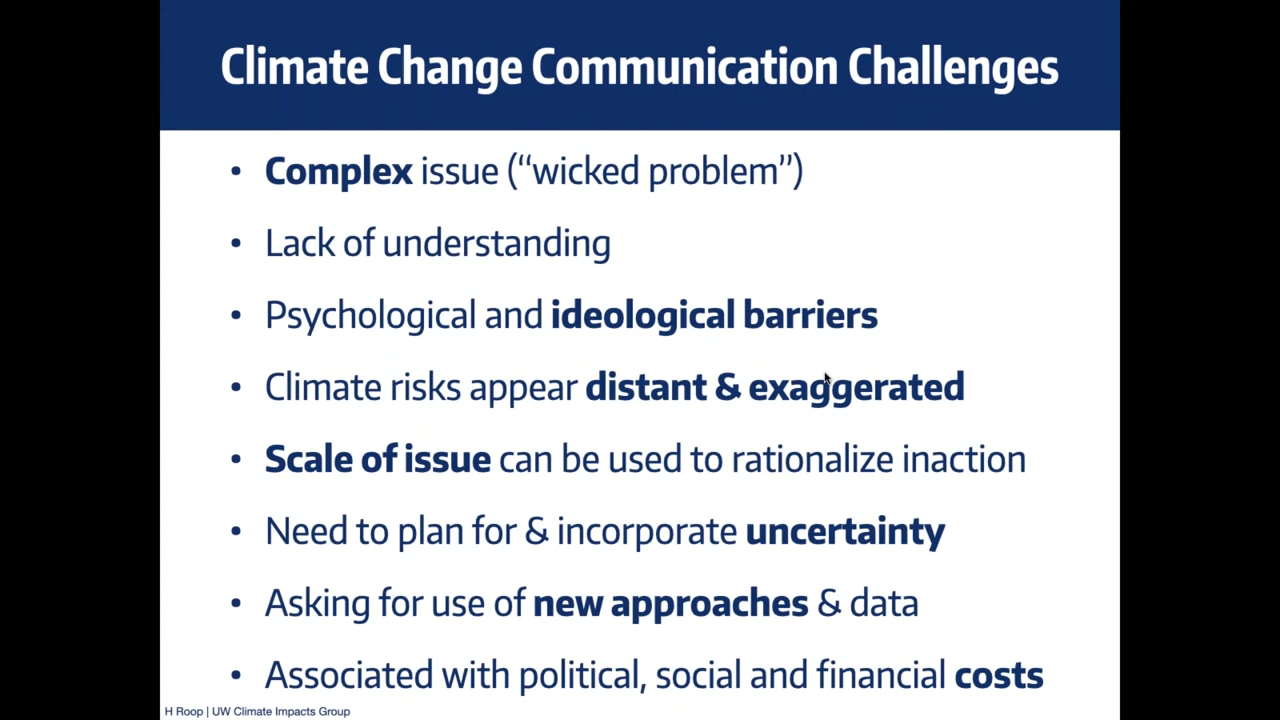 Climate Change Communication Challenges
• Complex issue (“wicked problem”)
• Lack of understanding
• Psychological and ideological barriers
• Climate risks appear distant & exaggerated
• Scale of issue can be used to rationalize inaction
• Need to plan for & incorporate uncertainty
• Asking for use of new approaches & data
• Associated with political, social and financial costs
H Roop | UW Climate Impacts Group